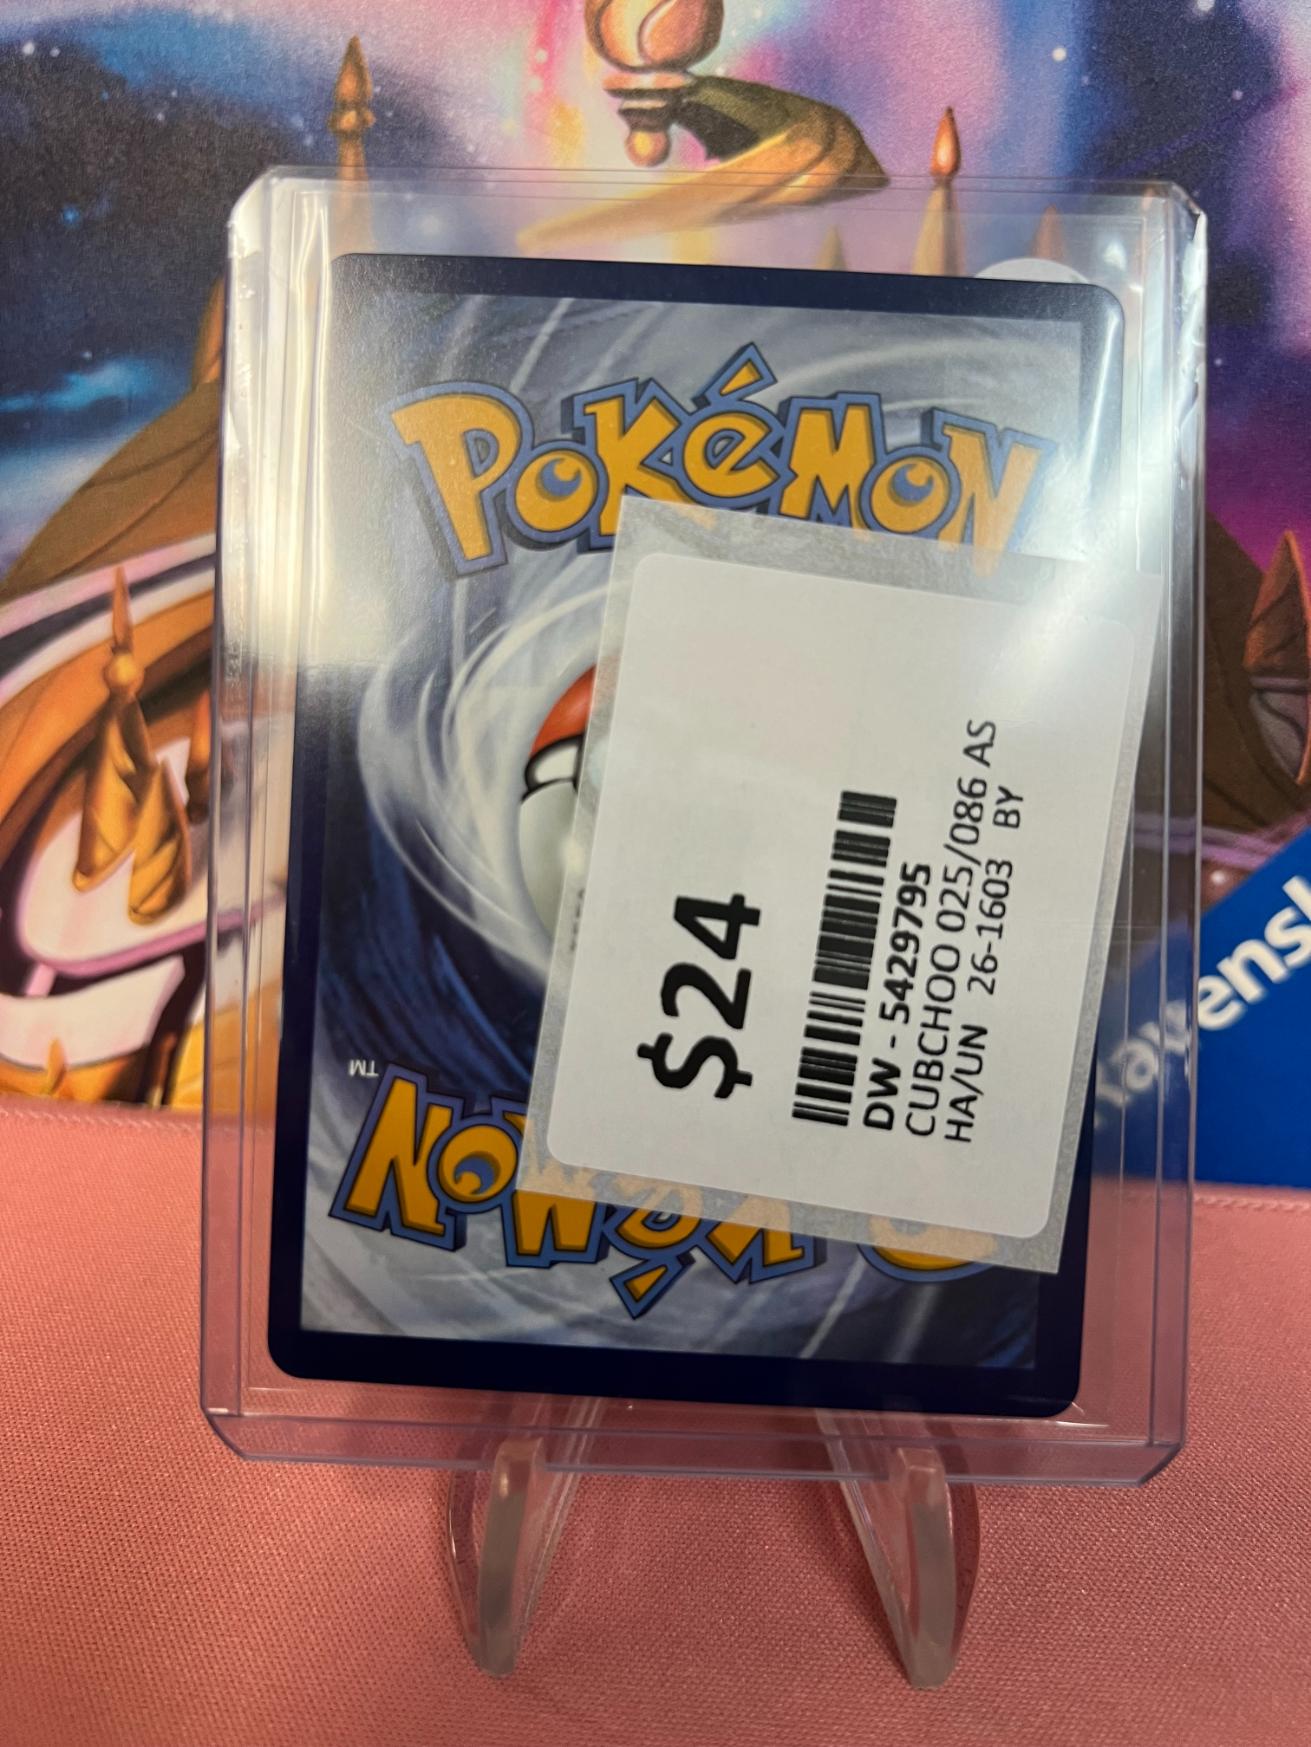 POKéMON
$24
DW - 5429795
CUBCHOO 025/086 AS
HA/UN 26-1603 BY
POKéMON
TM